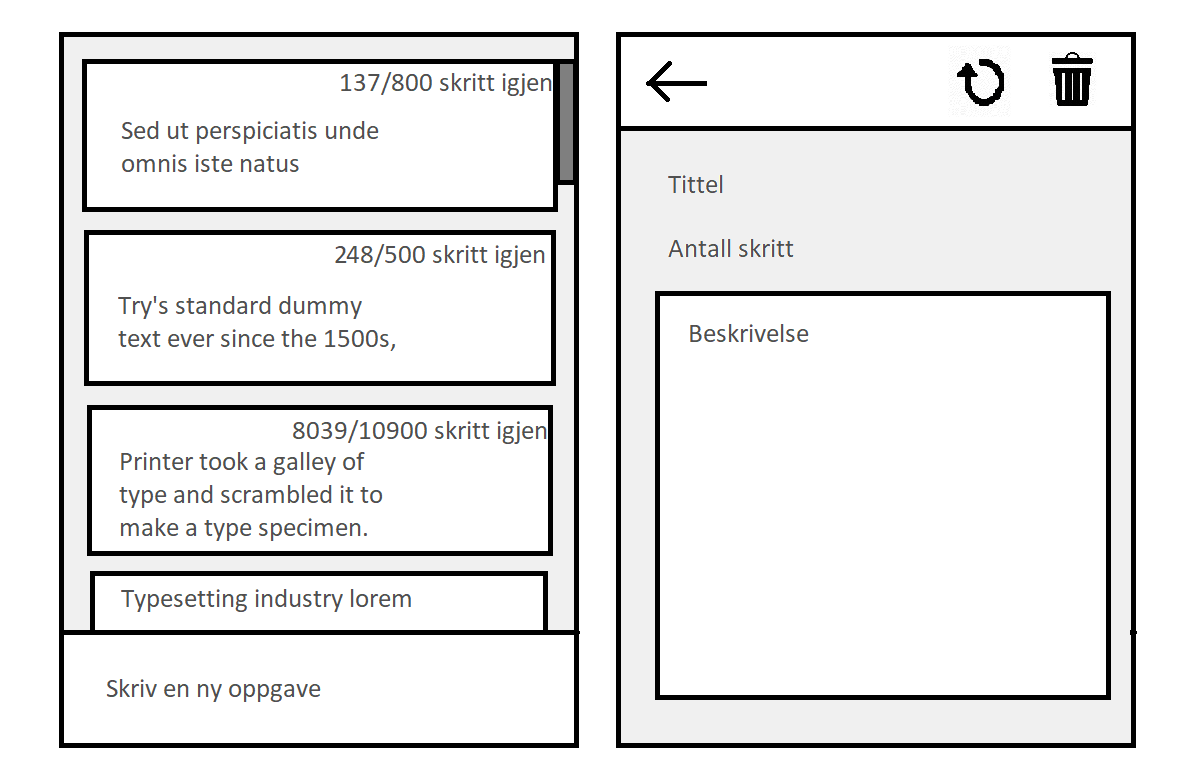 137/800 skritt igjen
Sed ut perspiciatis unde
omnis iste natus
248/500 skritt igjen
Try's standard dummy
text ever since the 1500s,
8039/10900 skritt igjen
Printer took a galley of
type and scrambled it to
make a type specimen.
Typesetting industry lorem
Skriv en ny oppgave
Tittel
Antall skritt
Beskrivelse